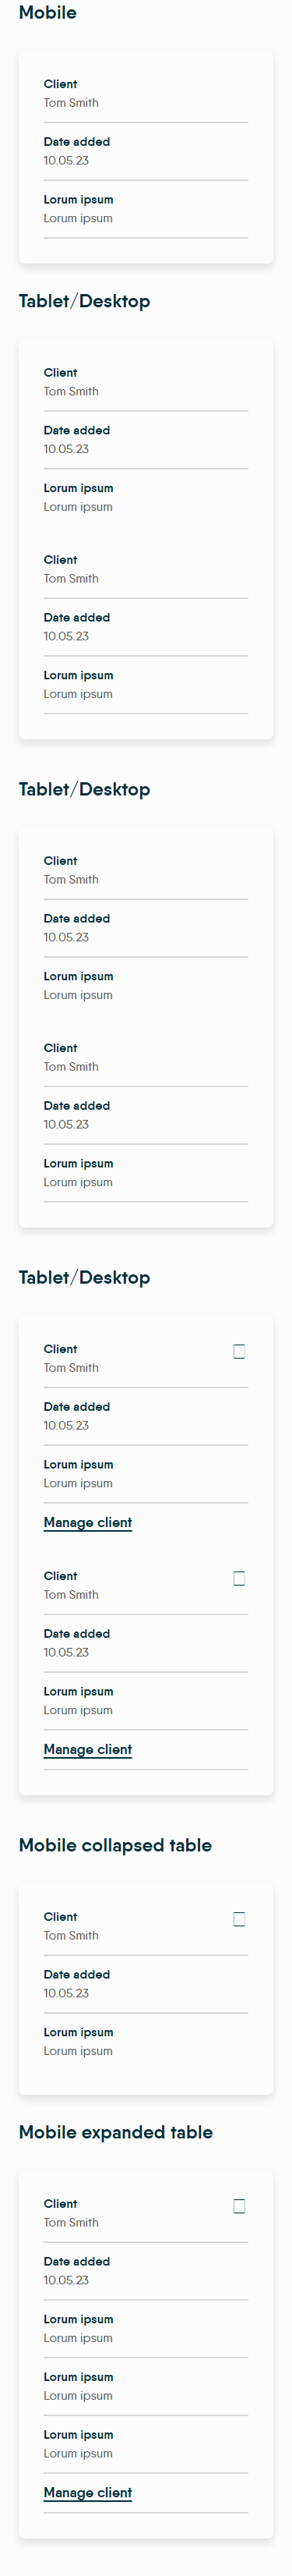 Mobile
Client
Tom Smith
Date added
10.05.23
Lorum ipsum
Lorum ipsum
Tablet/Desktop
Client
Tom Smith
Date added
10.05.23
Lorum ipsum
Lorum ipsum
Client
Tom Smith
Date added
10.05.23
Lorum ipsum
Lorum ipsum
Tablet/Desktop
Client
Tom Smith
Date added
10.05.23
Lorum ipsum
Lorum ipsum
Client
Tom Smith
Date added
10.05.23
Lorum ipsum
Lorum ipsum
Tablet/Desktop
Client
Tom Smith
Date added
10.05.23
Lorum ipsum
Lorum ipsum
Manage client
Client
Tom Smith
Date added
10.05.23
Lorum ipsum
Lorum ipsum
Manage client
Mobile collapsed table
Client
Tom Smith
Date added
10.05.23
Lorum ipsum
Lorum ipsum
Mobile expanded table
Client
Tom Smith
Date added
10.05.23
Lorum ipsum
Lorum ipsum
Lorum ipsum
Lorum ipsum
Lorum ipsum
Lorum ipsum
Manage client